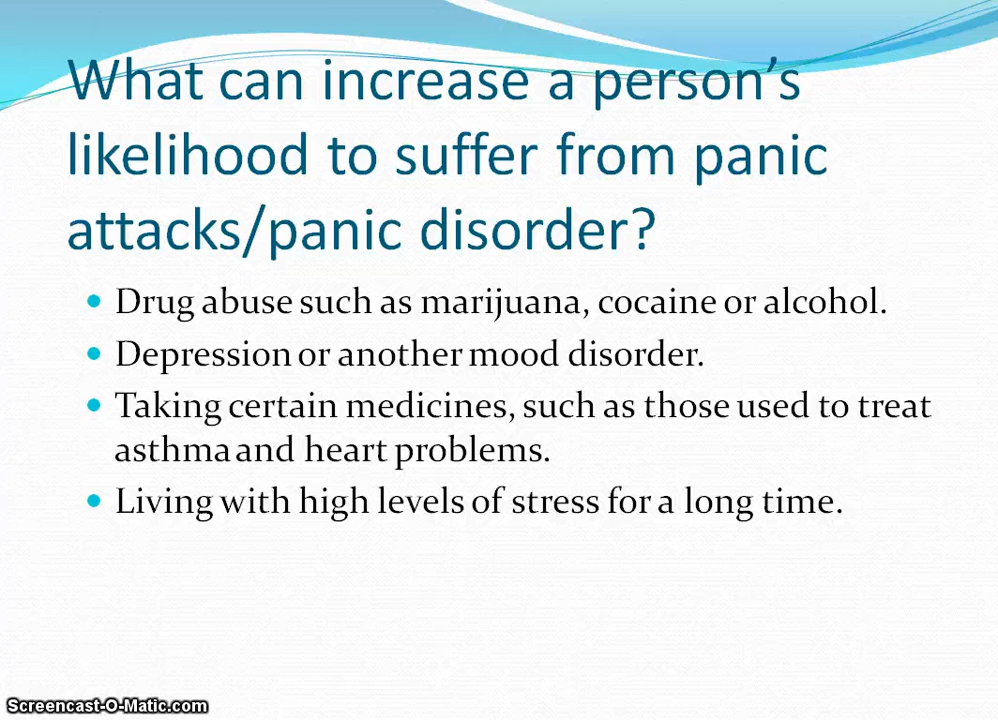 What can increase a person’s
likelihood to suffer from panic
attacks/panic disorder?
Drug abuse such as marijuana, cocaine or alcohol.
Depression or another mood disorder.
Taking certain medicines, such as those used to treat
asthma and heart problems.
Living with high levels of stress for a long time.
Screencast-O-Matic.com